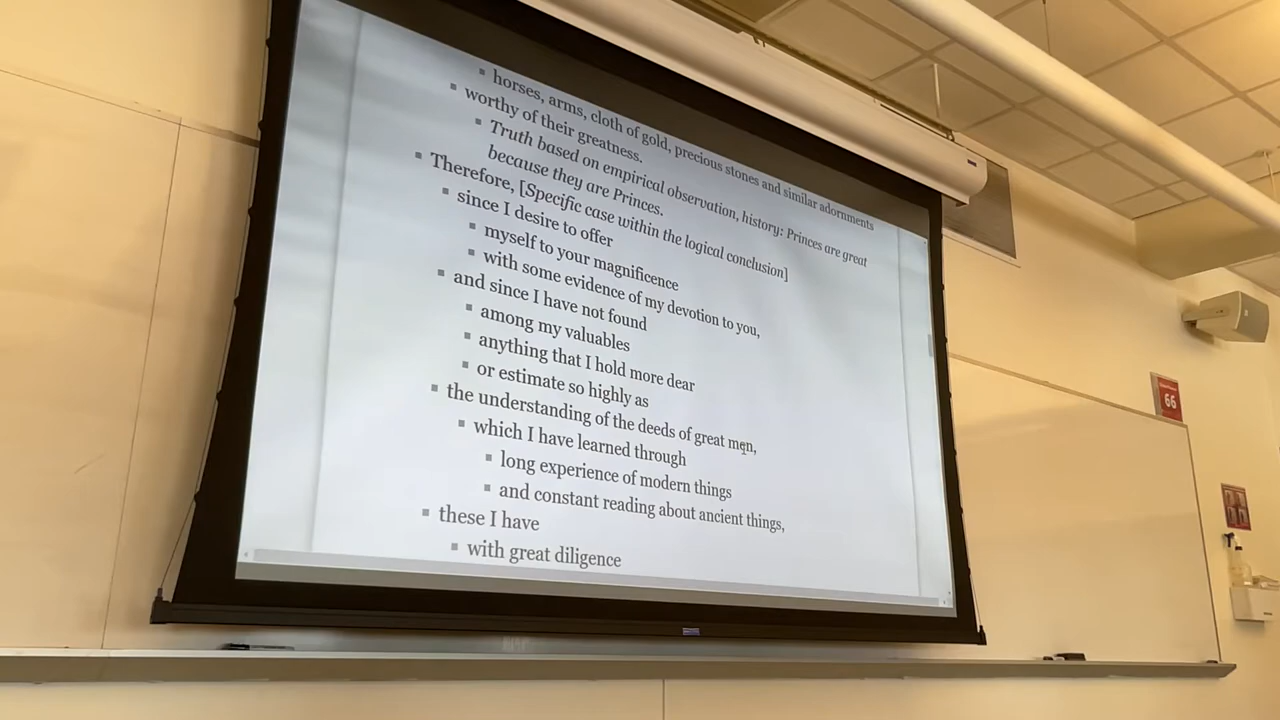 ▪ horses, arms, cloth of gold, precious stones and similar adornments
▪ worthy of their greatness.
▪ Truth based on empirical observation, history: Princes are great
because they are Princes.
▪ Therefore, [Specific case within the logical conclusion]
▪ since I desire to offer
▪ myself to your magnificence
▪ with some evidence of my devotion to you,
▪ and since I have not found
▪ among my valuables
▪ anything that I hold more dear
▪ or estimate so highly as
▪ the understanding of the deeds of great men,
▪ which I have learned through
▪ long experience of modern things
▪ and constant reading about ancient things,
▪ these I have
▪ with great diligence
66